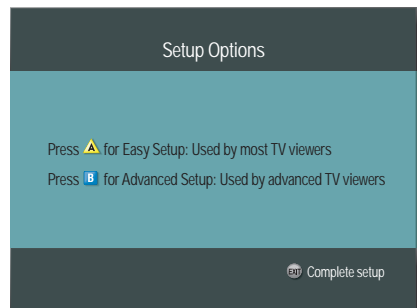 Setup Options
Press A for Easy Setup: Used by most TV viewers
Press B for Advanced Setup: Used by advanced TV viewers
EXIT Complete setup